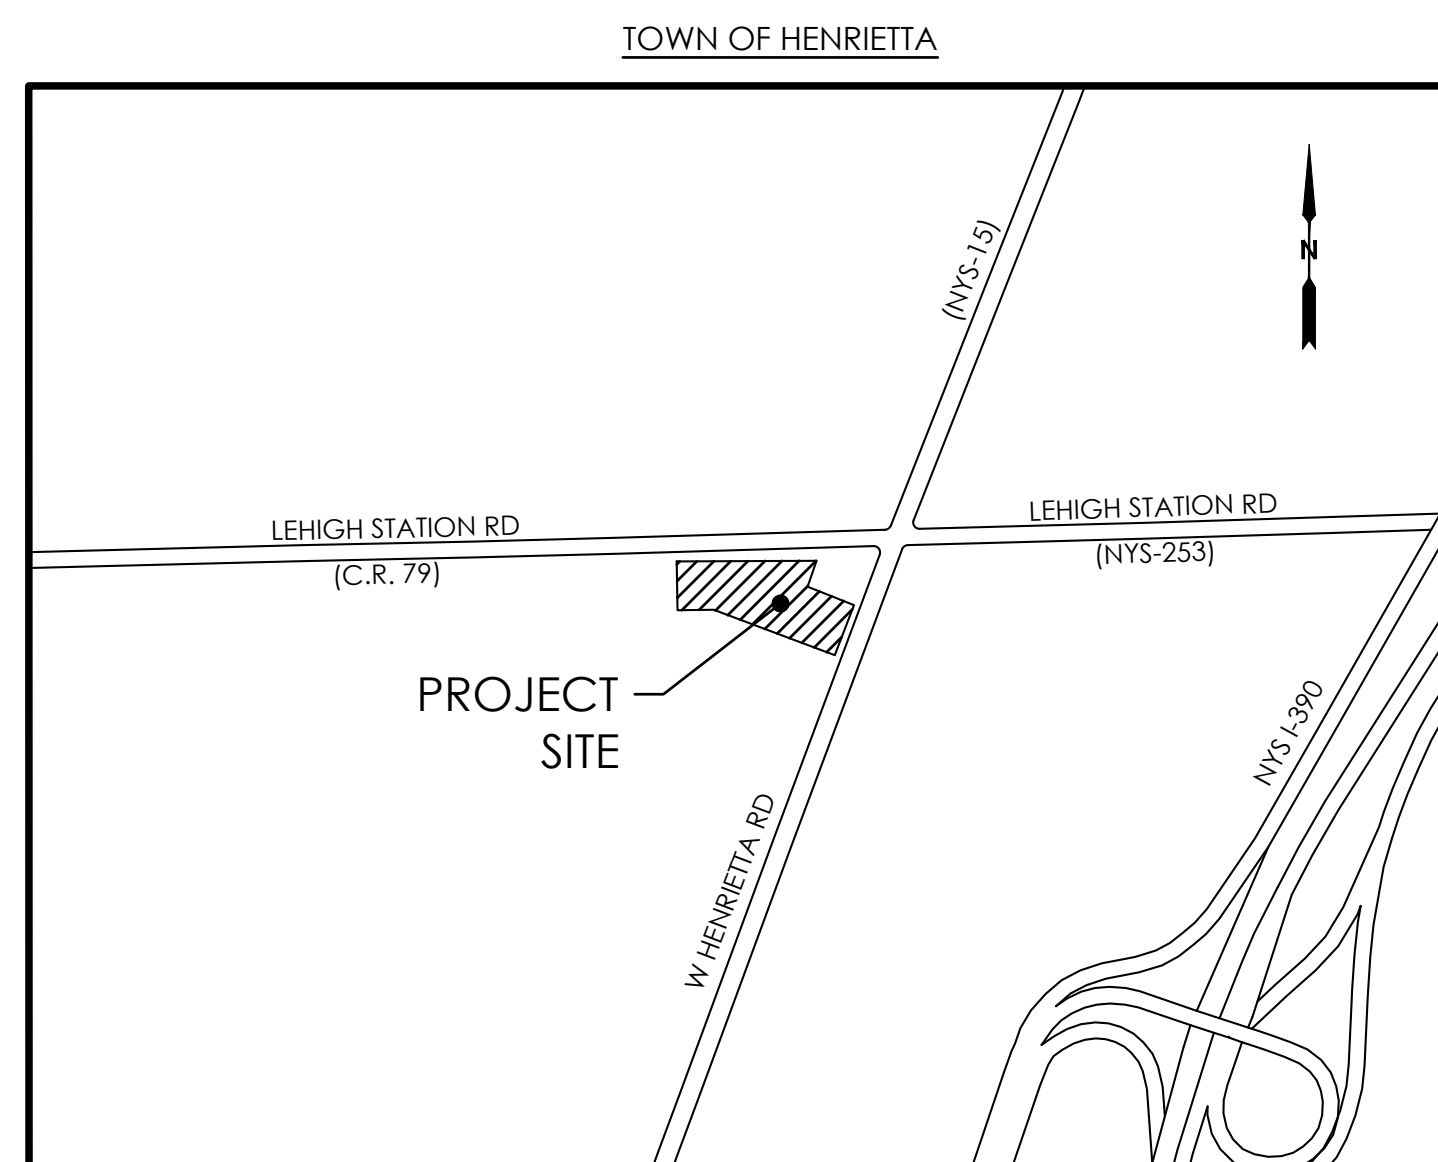 TOWN OF HENRIETTA
(NYS-15)
N
LEHIGH STATION RD
(C.R. 79)
LEHIGH STATION RD
(NYS-253)
PROJECT
SITE
NYS I-390
W HENRIETTA RD